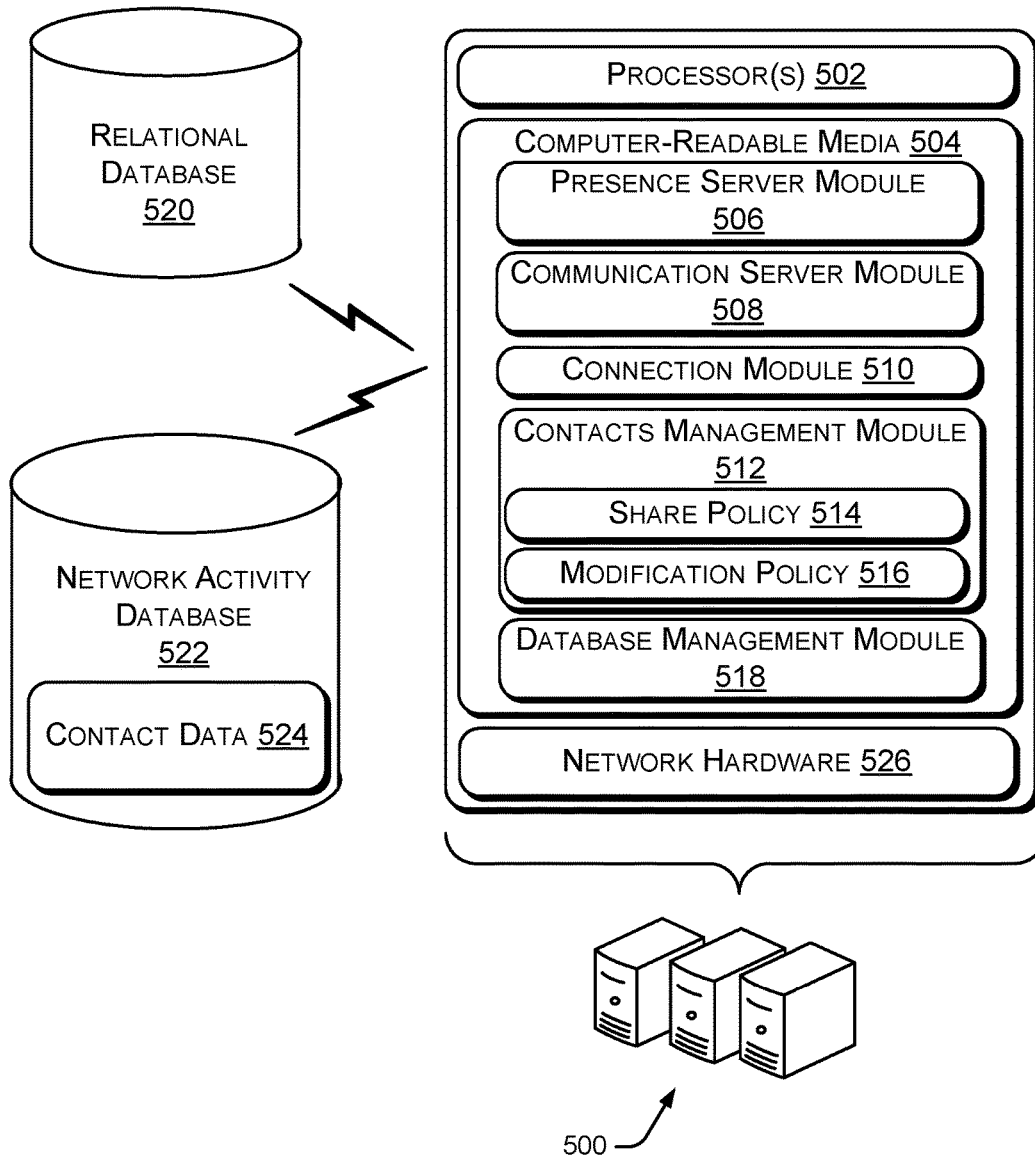 RELATIONAL
DATABASE
520
NETWORK ACTIVITY
DATABASE
522
CONTACT DATA 524
PROCESSOR(S) 502
COMPUTER-READABLE MEDIA 504
PRESENCE SERVER MODULE
506
COMMUNICATION SERVER MODULE
508
CONNECTION MODULE 510
CONTACTS MANAGEMENT MODULE
512
SHARE POLICY 514
MODIFICATION POLICY 516
DATABASE MANAGEMENT MODULE
518
NETWORK HARDWARE 526
500